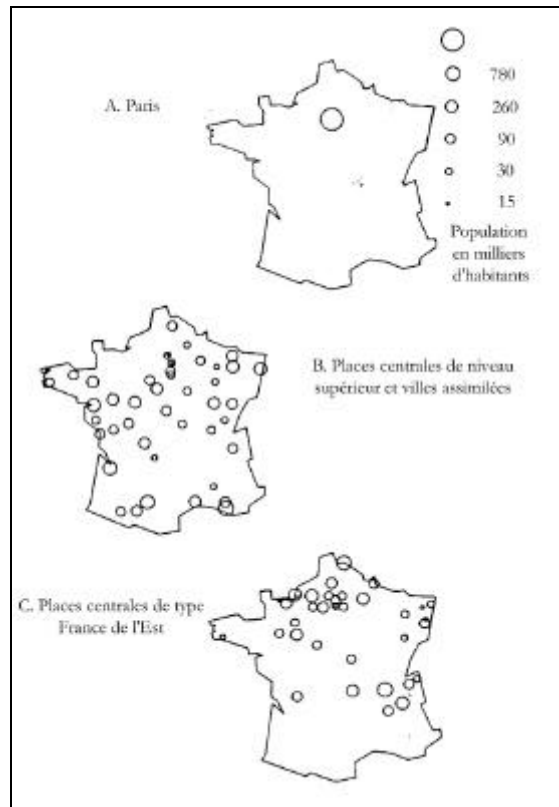 A. Paris
780
260
90
30
15
Population
en milliers
d'habitants
B. Places centrales de niveau
supérieur et villes assimilées
C. Places centrales de type
France de l'Est